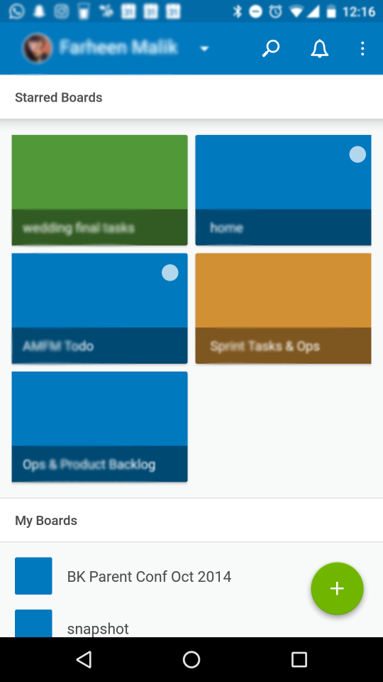 12:16
Farheen Malik
Starred Boards
wedding final tasks
home
AMFM Todo
Sprint Tasks & Ops
Ops & Product Backlog
My Boards
BK Parent Conf Oct 2014
snapshot